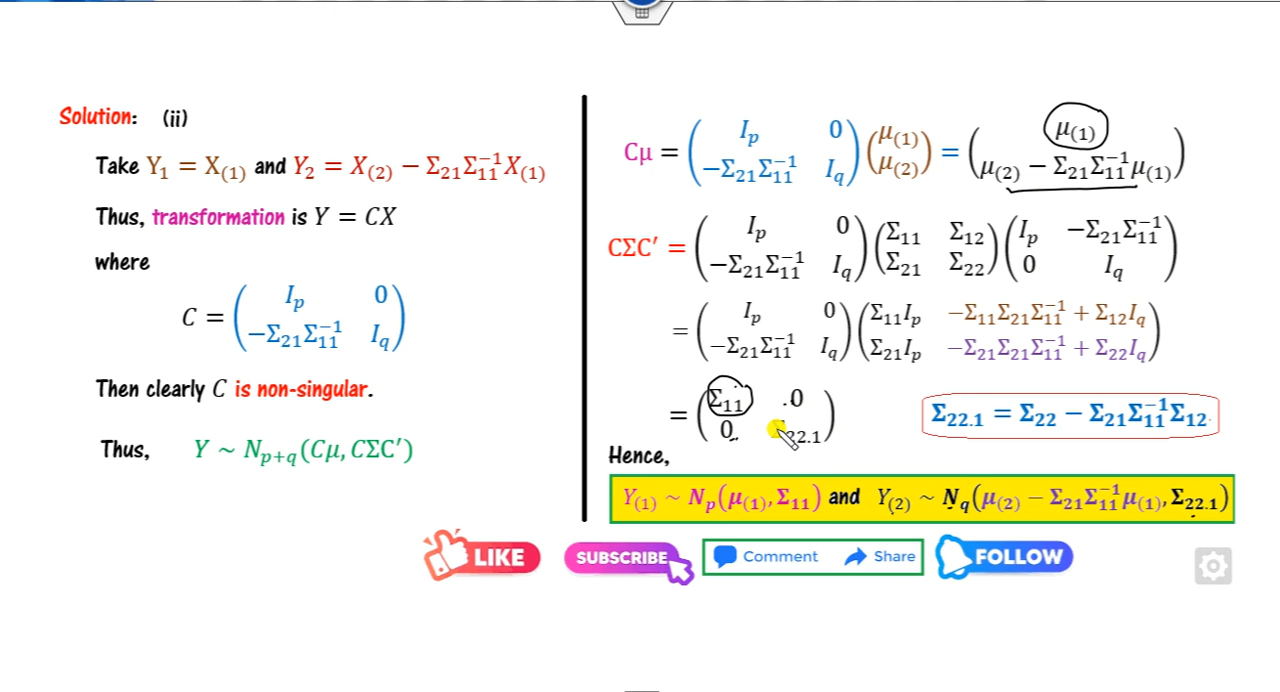 Solution: (ii)
Take Y₁ = X₍₁₎ and Y₂ = X₍₂₎ − Σ₂₁Σ₁₁⁻¹X₍₁₎
Thus, transformation is Y = CX
where
C = ( I_p 0
−Σ₂₁Σ₁₁⁻¹ I_q )
Then clearly C is non-singular.
Thus, Y ~ N_{p+q}(Cμ, CΣC′)
Cμ = ( I_p 0 ; −Σ₂₁Σ₁₁⁻¹ I_q ) ( μ₍₁₎ ; μ₍₂₎ ) = ( μ₍₁₎ ; μ₍₂₎ − Σ₂₁Σ₁₁⁻¹μ₍₁₎ )
CΣC′ = ( I_p 0 ; −Σ₂₁Σ₁₁⁻¹ I_q ) ( Σ₁₁ Σ₁₂ ; Σ₂₁ Σ₂₂ ) ( I_p −Σ₂₁Σ₁₁⁻¹ ; 0 I_q )
= ( I_p 0 ; −Σ₂₁Σ₁₁⁻¹ I_q ) ( Σ₁₁I_p −Σ₁₁Σ₂₁Σ₁₁⁻¹ + Σ₁₂I_q ; Σ₂₁I_p −Σ₂₁Σ₂₁Σ₁₁⁻¹ + Σ₂₂I_q )
= ( Σ₁₁ 0 ; 0 ₂₂.₁ ) Σ₂₂.₁ = Σ₂₂ − Σ₂₁Σ₁₁⁻¹Σ₁₂
Hence,
Y₍₁₎ ~ N_p(μ₍₁₎, Σ₁₁) and Y₍₂₎ ~ N_q(μ₍₂₎ − Σ₂₁Σ₁₁⁻¹μ₍₁₎, Σ₂₂.₁)
LIKE SUBSCRIBE Comment Share FOLLOW